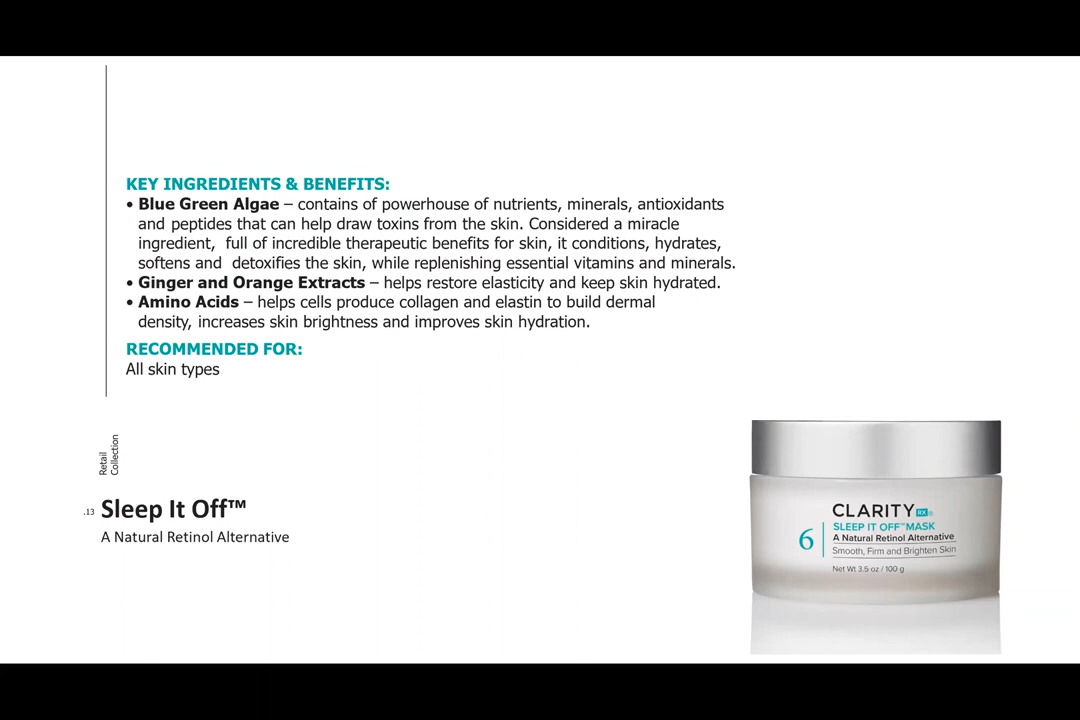 KEY INGREDIENTS & BENEFITS:
• Blue Green Algae – contains of powerhouse of nutrients, minerals, antioxidants
and peptides that can help draw toxins from the skin. Considered a miracle
ingredient, full of incredible therapeutic benefits for skin, it conditions, hydrates,
softens and detoxifies the skin, while replenishing essential vitamins and minerals.
• Ginger and Orange Extracts – helps restore elasticity and keep skin hydrated.
• Amino Acids – helps cells produce collagen and elastin to build dermal
density, increases skin brightness and improves skin hydration.
RECOMMENDED FOR:
All skin types
Retail
Collection
.13
Sleep It Off™
A Natural Retinol Alternative
CLARITY RX®
6
SLEEP IT OFF™ MASK
A Natural Retinol Alternative
Smooth, Firm and Brighten Skin
Net Wt 3.5 oz / 100 g